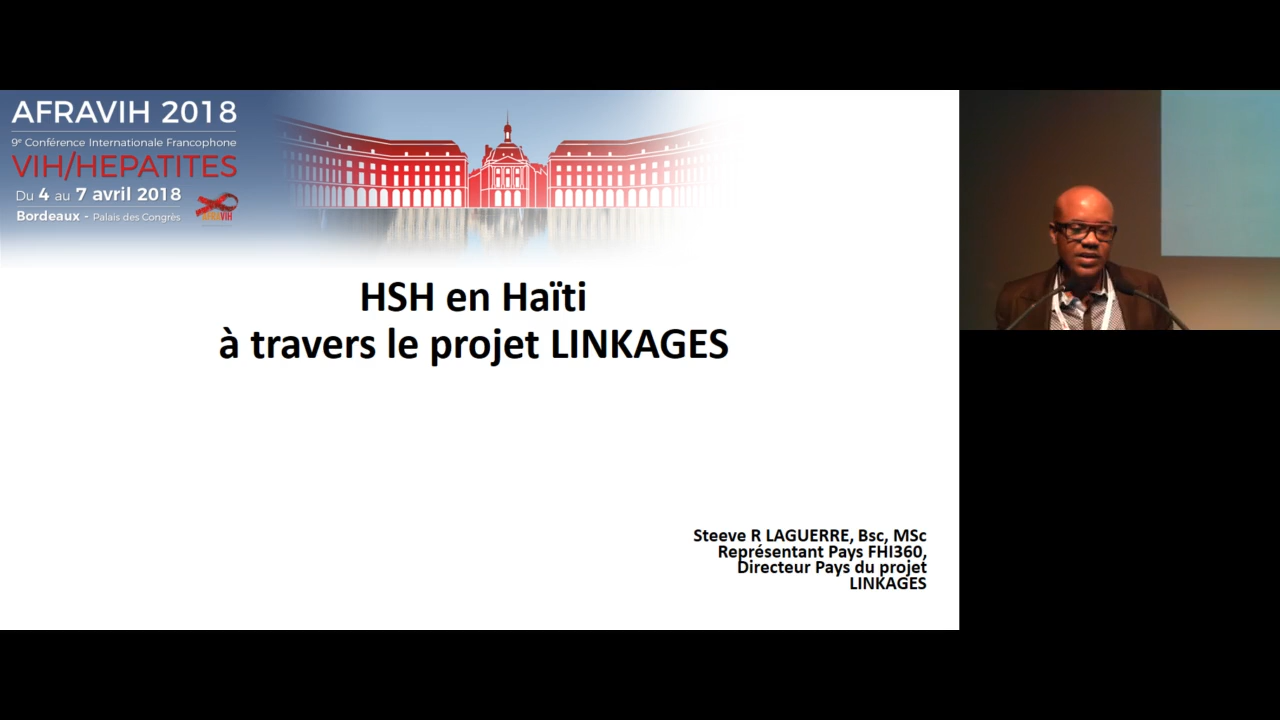 AFRAVIH 2018
9e Conférence Internationale Francophone
VIH/HEPATITES
Du 4 au 7 avril 2018
Bordeaux - Palais des Congrès
AFRAVIH
HSH en Haïti
à travers le projet LINKAGES
Steeve R LAGUERRE, Bsc, MSc
Représentant Pays FHI360,
Directeur Pays du projet
LINKAGES